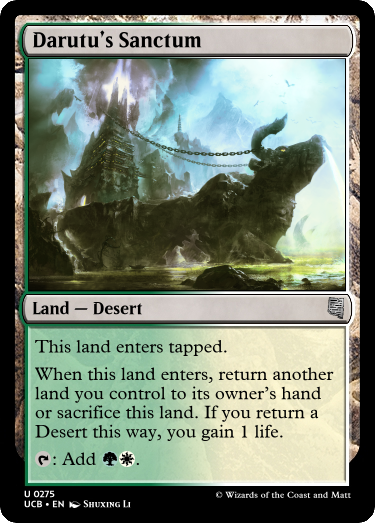 Darutu's Sanctum
Land — Desert
This land enters tapped.
When this land enters, return another
land you control to its owner's hand
or sacrifice this land. If you return a
Desert this way, you gain 1 life.
: Add .
U 0275
UCB • EN Shuxing Li
© Wizards of the Coast and Matt